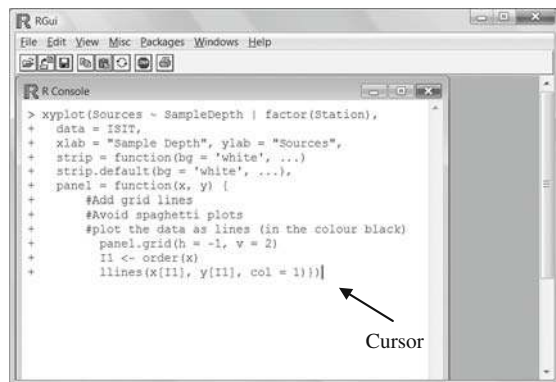 RGui
File Edit View Misc Packages Windows Help
R Console
> xyplot(Sources ~ SampleDepth | factor(Station),
+ data = ISIT,
+ xlab = "Sample Depth", ylab = "Sources",
+ strip = function(bg = 'white', ...)
+ strip.default(bg = 'white', ...),
+ panel = function(x, y) {
+ #Add grid lines
+ #Avoid spaghetti plots
+ #plot the data as lines (in the colour black)
+ panel.grid(h = -1, v = 2)
+ I1 <- order(x)
+ llines(x[I1], y[I1], col = 1)})
Cursor